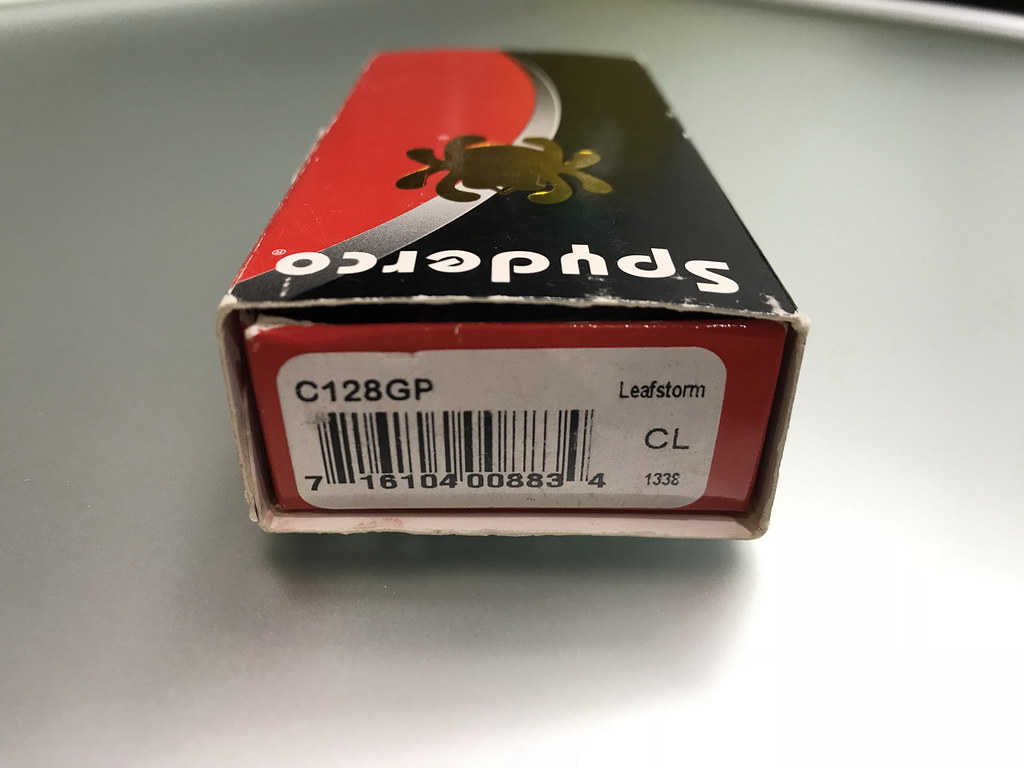 Spyderco®
C128GP
Leafstorm
CL
7 16104 00883 4
1338